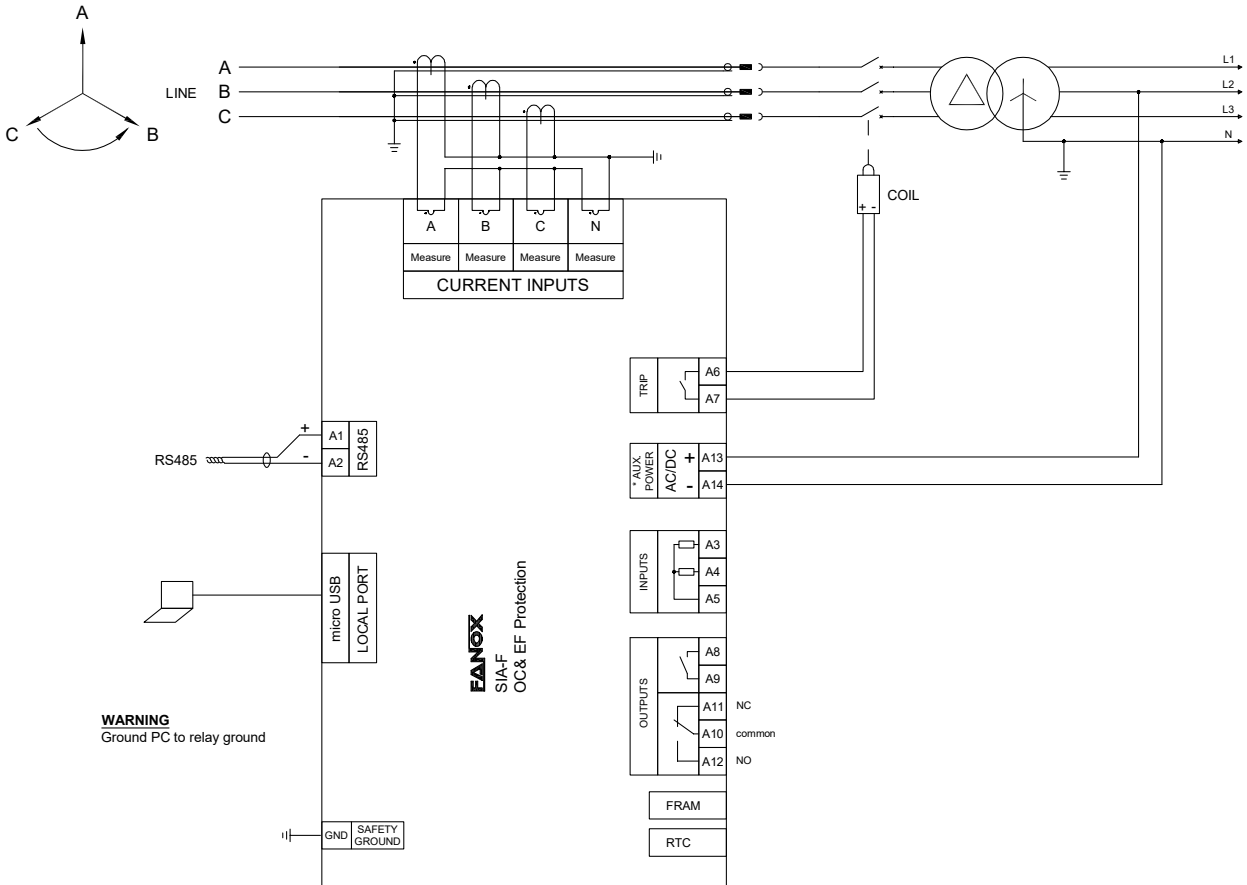 A
C
B
LINE
A
B
C
L1
L2
L3
N
COIL
+ -
A
B
C
N
Measure
Measure
Measure
Measure
CURRENT INPUTS
TRIP
A6
A7
RS485
+
-
A1
A2
RS485
* AUX.
POWER
AC/DC
+
-
A13
A14
INPUTS
A3
A4
A5
micro USB
LOCAL PORT
FANOX
SIA-F
OC& EF Protection
OUTPUTS
A8
A9
A11
NC
A10
common
A12
NO
WARNING
Ground PC to relay ground
FRAM
RTC
GND
SAFETY
GROUND